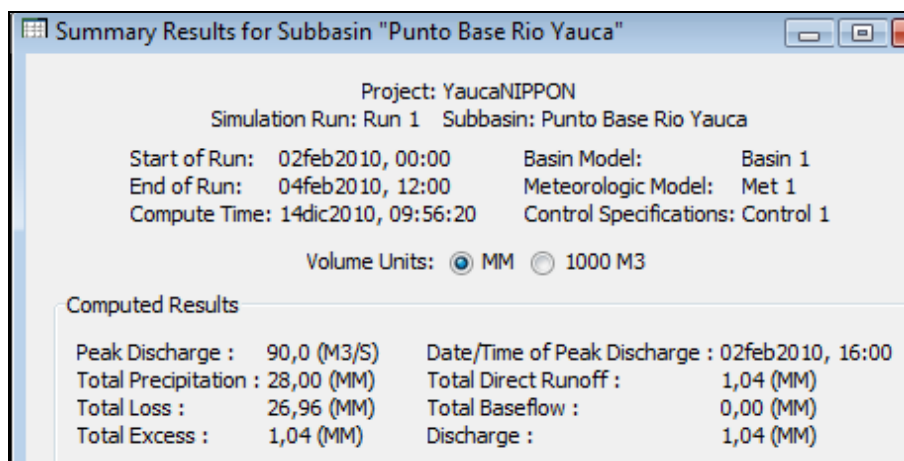 Summary Results for Subbasin "Punto Base Rio Yauca"
Project: YaucaNIPPON
Simulation Run: Run 1 Subbasin: Punto Base Rio Yauca
Start of Run: 02feb2010, 00:00 Basin Model: Basin 1
End of Run: 04feb2010, 12:00 Meteorologic Model: Met 1
Compute Time: 14dic2010, 09:56:20 Control Specifications: Control 1
Volume Units: MM 1000 M3
Computed Results
Peak Discharge : 90,0 (M3/S) Date/Time of Peak Discharge : 02feb2010, 16:00
Total Precipitation : 28,00 (MM) Total Direct Runoff : 1,04 (MM)
Total Loss : 26,96 (MM) Total Baseflow : 0,00 (MM)
Total Excess : 1,04 (MM) Discharge : 1,04 (MM)